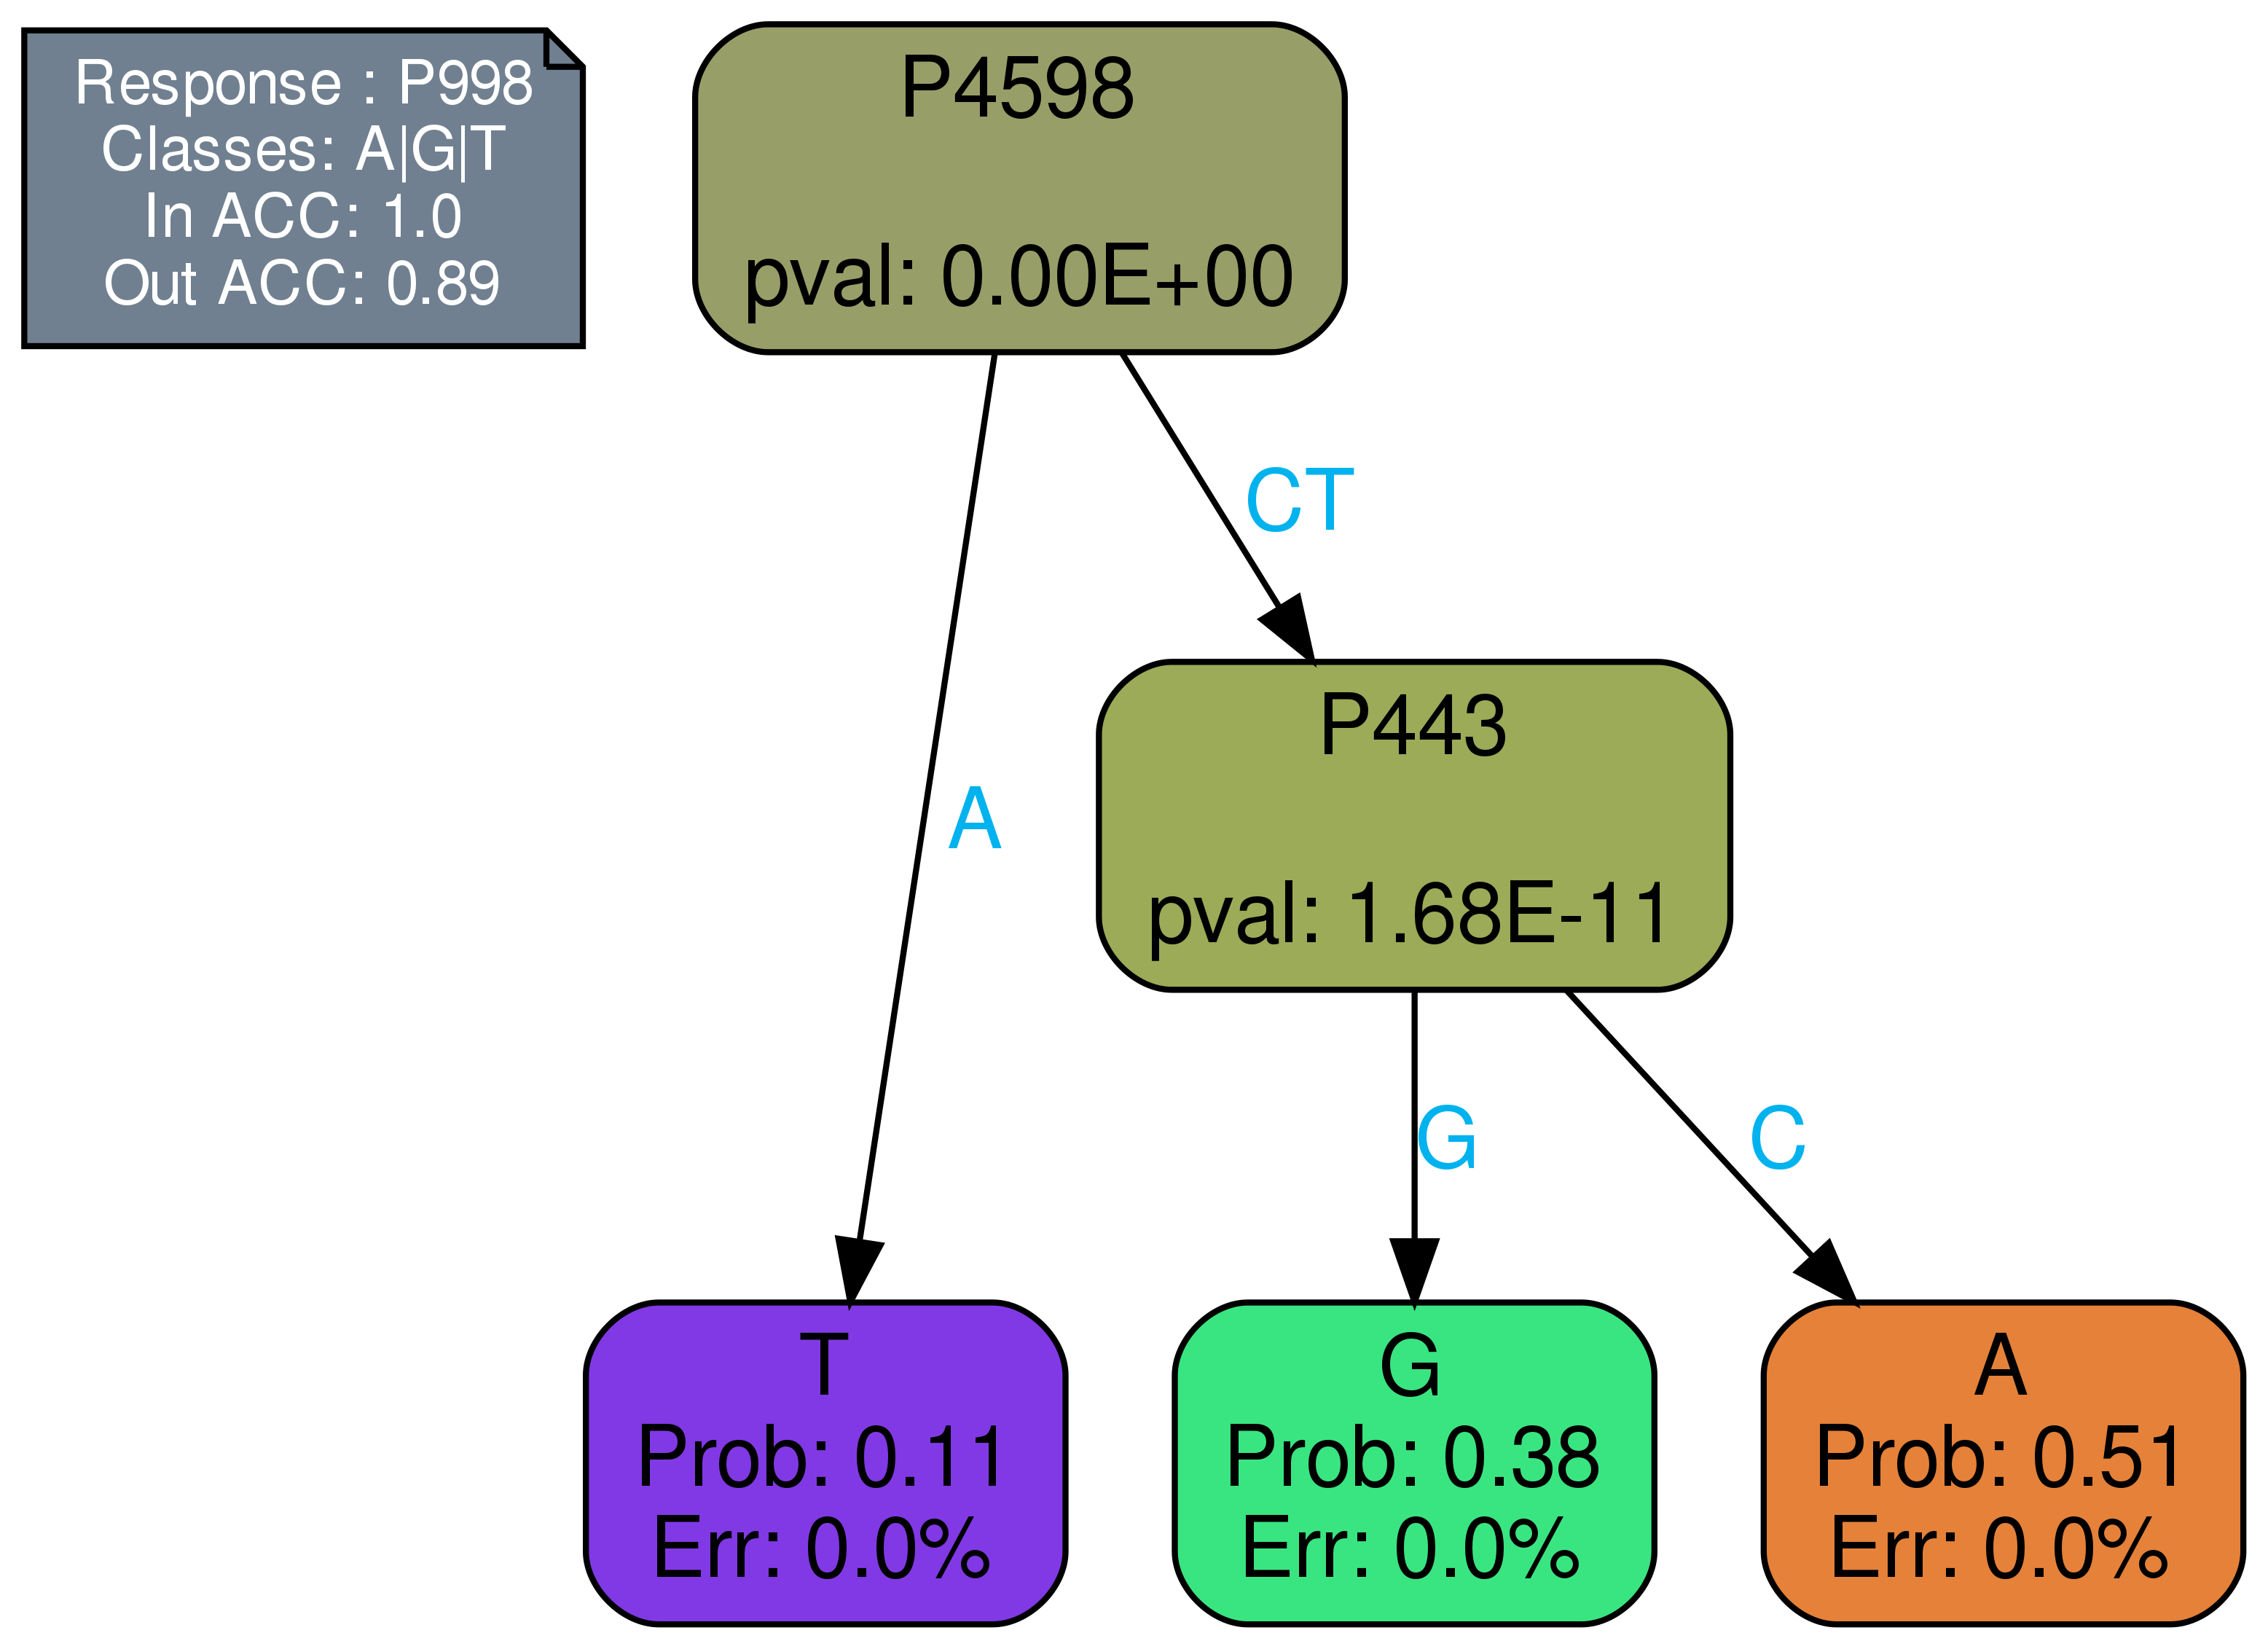 Response : P998
Classes: A|G|T
In ACC: 1.0
Out ACC: 0.89
P4598
pval: 0.00E+00
CT
A
P443
pval: 1.68E-11
G
C
T
Prob: 0.11
Err: 0.0%
G
Prob: 0.38
Err: 0.0%
A
Prob: 0.51
Err: 0.0%